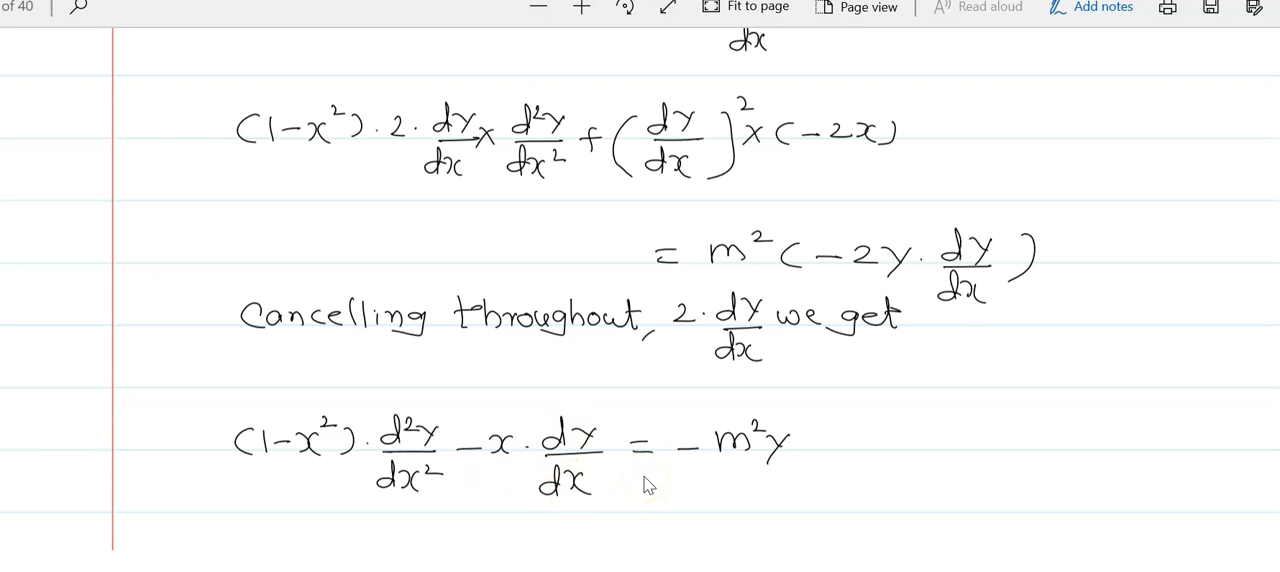 of 40 Fit to page Page view Read aloud Add notes
dx
(1-x²) . 2 . dy/dx × d²y/dx² + (dy/dx)² × (-2x)
= m² (-2y . dy/dx)
Cancelling throughout, 2 . dy/dx we get
(1-x²) . d²y/dx² - x . dy/dx = - m²y